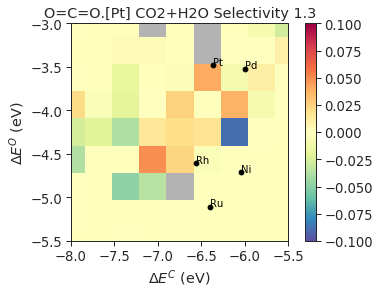 O=C=O.[Pt] CO2+H2O Selectivity 1.3
−3.0
−3.5
−4.0
−4.5
−5.0
−5.5
ΔE^O (eV)
Pt
Pd
Rh
Ni
Ru
−8.0 −7.5 −7.0 −6.5 −6.0 −5.5
ΔE^C (eV)
0.100
0.075
0.050
0.025
0.000
−0.025
−0.050
−0.075
−0.100